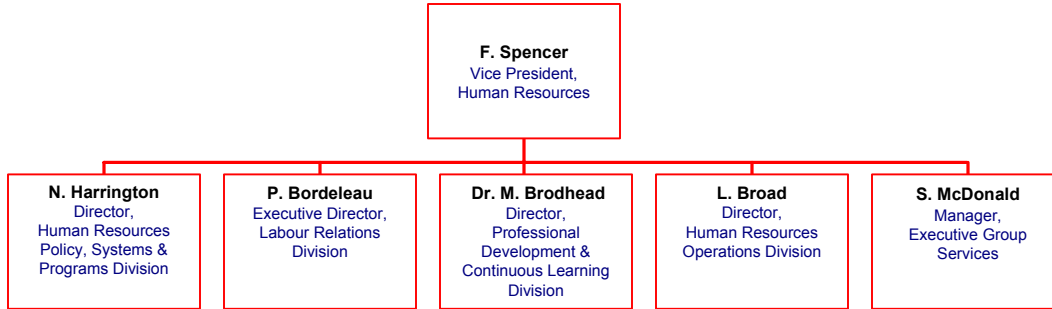 F. Spencer
Vice President,
Human Resources
N. Harrington
Director,
Human Resources
Policy, Systems &
Programs Division
P. Bordeleau
Executive Director,
Labour Relations
Division
Dr. M. Brodhead
Director,
Professional
Development &
Continuous Learning
Division
L. Broad
Director,
Human Resources
Operations Division
S. McDonald
Manager,
Executive Group
Services